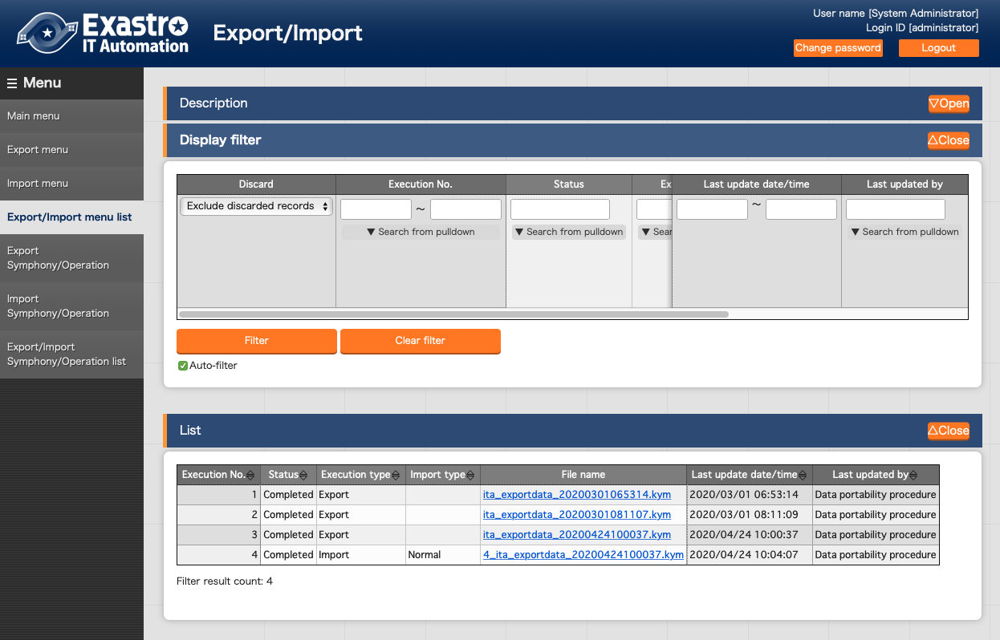 Exastro
IT Automation
Export/Import
User name [System Administrator]
Login ID [administrator]
Change password
Logout
☰ Menu
Main menu
Export menu
Import menu
Export/Import menu list
Export
Symphony/Operation
Import
Symphony/Operation
Export/Import
Symphony/Operation list
Description
▽Open
Display filter
△Close
Discard Execution No. Status Ex Last update date/time Last updated by
Exclude discarded records ～ ～
▼ Search from pulldown ▼ Search from pulldown ▼ Sear ▼ Search from pulldown
Filter Clear filter
Auto-filter
List
△Close
Execution No. Status Execution type Import type File name Last update date/time Last updated by
1 Completed Export ita_exportdata_20200301065314.kym 2020/03/01 06:53:14 Data portability procedure
2 Completed Export ita_exportdata_20200301081107.kym 2020/03/01 08:11:09 Data portability procedure
3 Completed Export ita_exportdata_20200424100037.kym 2020/04/24 10:00:37 Data portability procedure
4 Completed Import Normal 4_ita_exportdata_20200424100037.kym 2020/04/24 10:04:07 Data portability procedure
Filter result count: 4